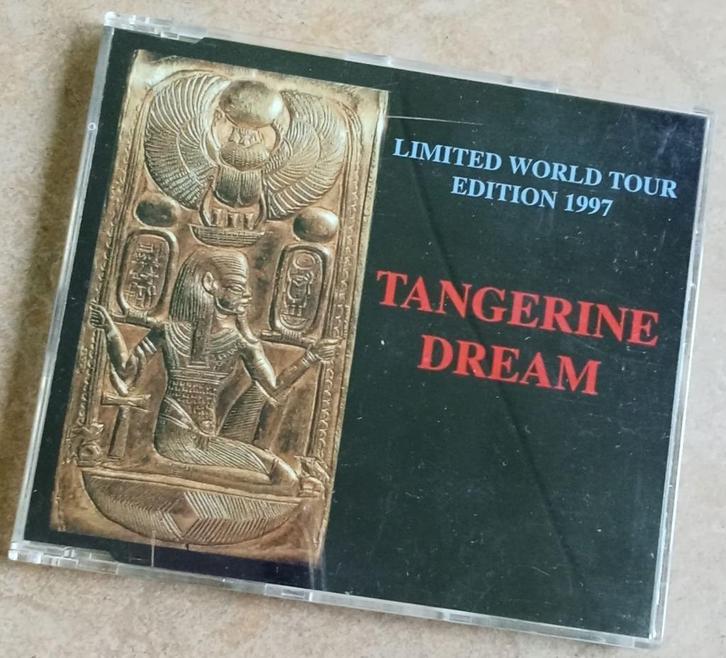 LIMITED WORLD TOUR
EDITION 1997
TANGERINE
DREAM